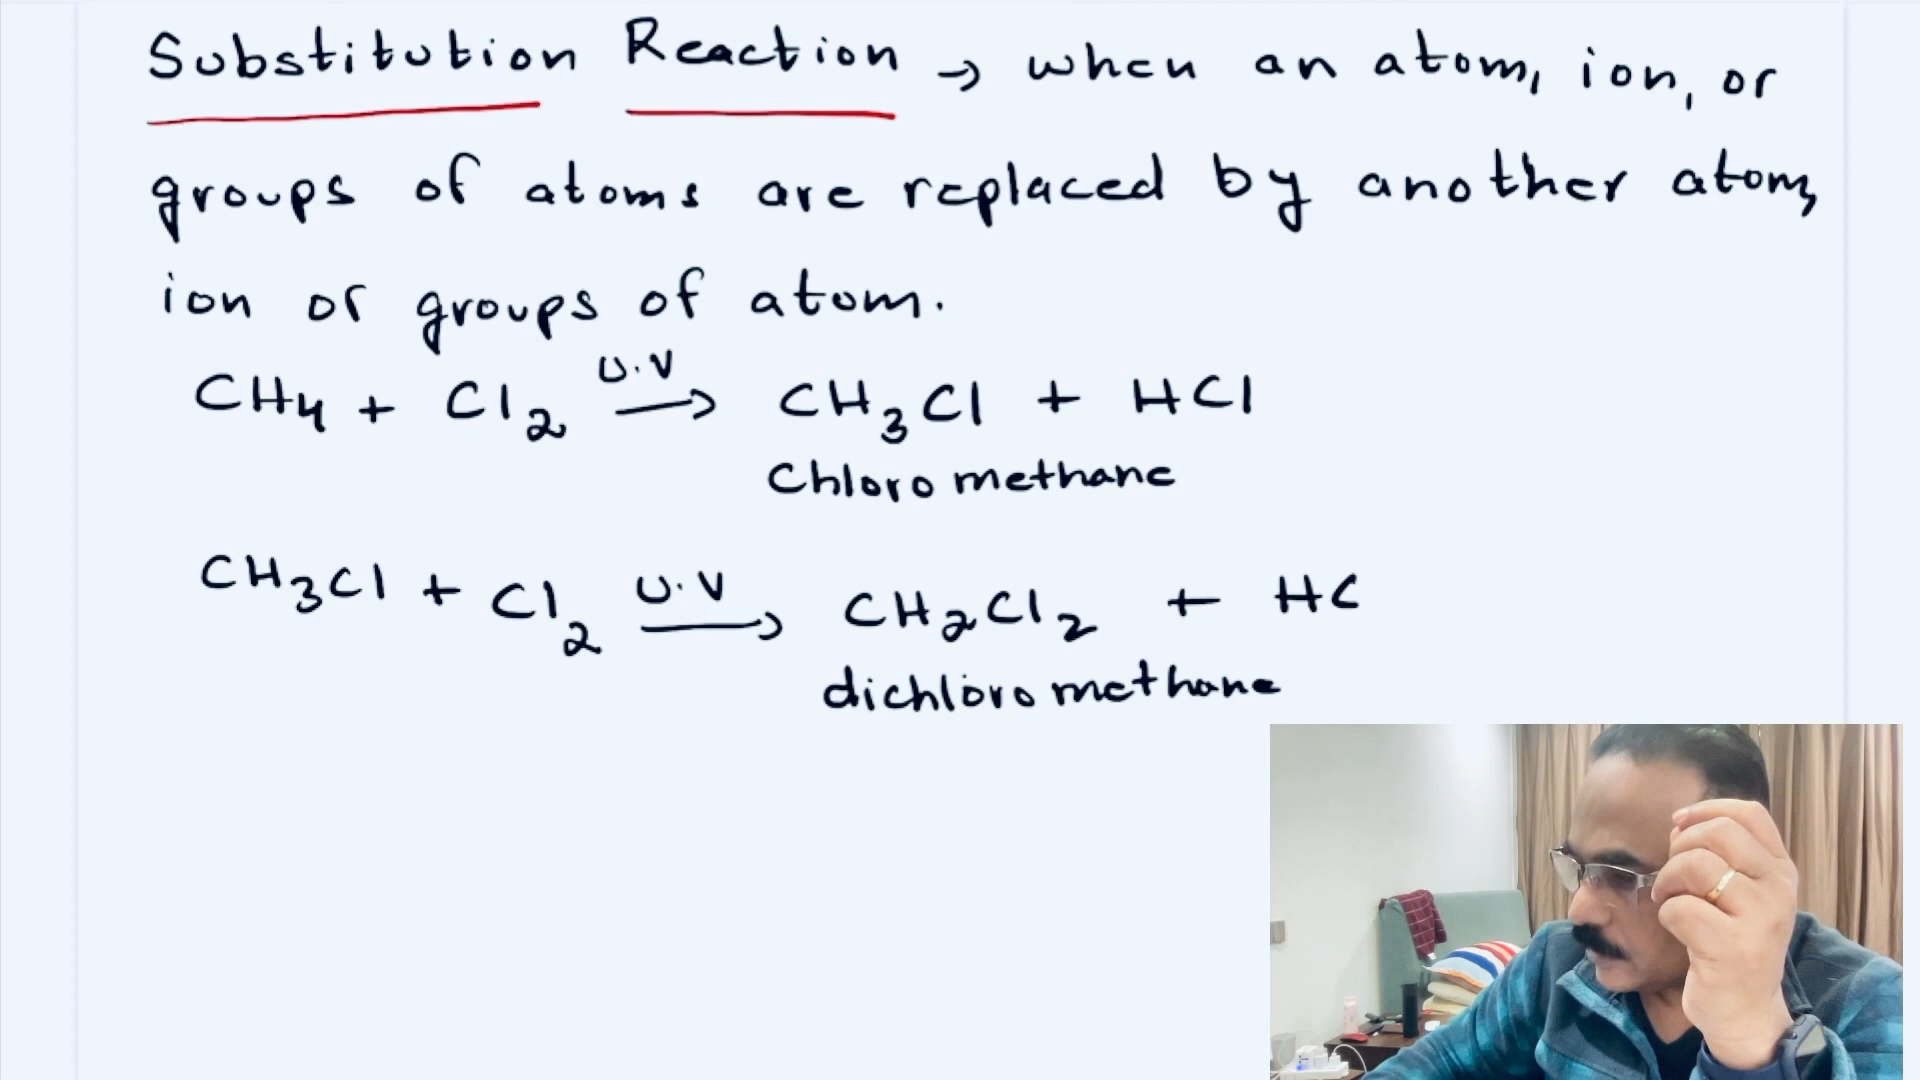 Substitution Reaction → when an atom, ion, or
groups of atoms are replaced by another atom,
ion or groups of atom.
CH4 + Cl2 U.V → CH3Cl + HCl
Chloro methane
CH3Cl + Cl2 U.V → CH2Cl2 + HC
dichloro methane